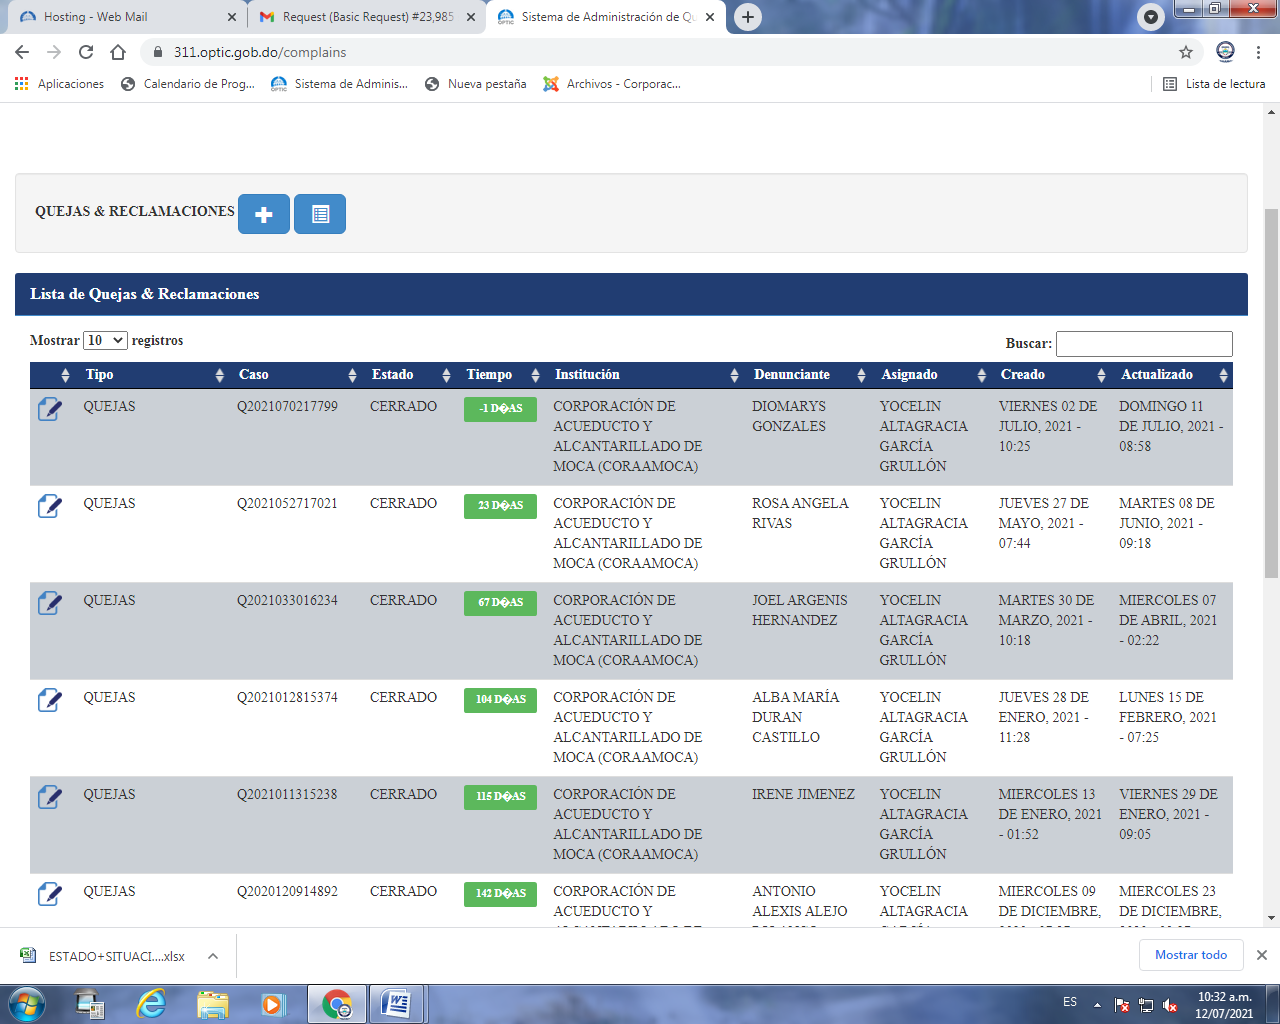 Hosting - Web Mail
Request (Basic Request) #23,985
Sistema de Administración de Qu
311.optic.gob.do/complains
Aplicaciones
Calendario de Prog...
Sistema de Adminis...
Nueva pestaña
Archivos - Corporac...
Lista de lectura
QUEJAS & RECLAMACIONES
Lista de Quejas & Reclamaciones
Mostrar 10 registros
Buscar:
Tipo Caso Estado Tiempo Institución Denunciante Asignado Creado Actualizado
QUEJAS Q2021070217799 CERRADO -1 D�AS CORPORACIÓN DE DIOMARYS YOCELIN VIERNES 02 DE DOMINGO 11
ACUEDUCTO Y GONZALES ALTAGRACIA JULIO, 2021 - DE JULIO, 2021 -
ALCANTARILLADO DE GARCÍA 10:25 08:58
MOCA (CORAAMOCA) GRULLÓN
QUEJAS Q2021052717021 CERRADO 23 D�AS CORPORACIÓN DE ROSA ANGELA YOCELIN JUEVES 27 DE MARTES 08 DE
ACUEDUCTO Y RIVAS ALTAGRACIA MAYO, 2021 - JUNIO, 2021 -
ALCANTARILLADO DE GARCÍA 07:44 09:18
MOCA (CORAAMOCA) GRULLÓN
QUEJAS Q2021033016234 CERRADO 67 D�AS CORPORACIÓN DE JOEL ARGENIS YOCELIN MARTES 30 DE MIERCOLES 07
ACUEDUCTO Y HERNANDEZ ALTAGRACIA MARZO, 2021 - DE ABRIL, 2021
ALCANTARILLADO DE GARCÍA 10:18 - 02:22
MOCA (CORAAMOCA) GRULLÓN
QUEJAS Q2021012815374 CERRADO 104 D�AS CORPORACIÓN DE ALBA MARÍA YOCELIN JUEVES 28 DE LUNES 15 DE
ACUEDUCTO Y DURAN ALTAGRACIA ENERO, 2021 - FEBRERO, 2021
ALCANTARILLADO DE CASTILLO GARCÍA 11:28 - 07:25
MOCA (CORAAMOCA) GRULLÓN
QUEJAS Q2021011315238 CERRADO 115 D�AS CORPORACIÓN DE IRENE JIMENEZ YOCELIN MIERCOLES 13 VIERNES 29 DE
ACUEDUCTO Y ALTAGRACIA DE ENERO, 2021 ENERO, 2021 -
ALCANTARILLADO DE GARCÍA - 01:52 09:05
MOCA (CORAAMOCA) GRULLÓN
QUEJAS Q2020120914892 CERRADO 142 D�AS CORPORACIÓN DE ANTONIO YOCELIN MIERCOLES 09 MIERCOLES 23
ACUEDUCTO Y ALEXIS ALEJO ALTAGRACIA DE DICIEMBRE, DE DICIEMBRE,
ESTADO+SITUACI....xlsx
Mostrar todo
ES
10:32 a.m.
12/07/2021